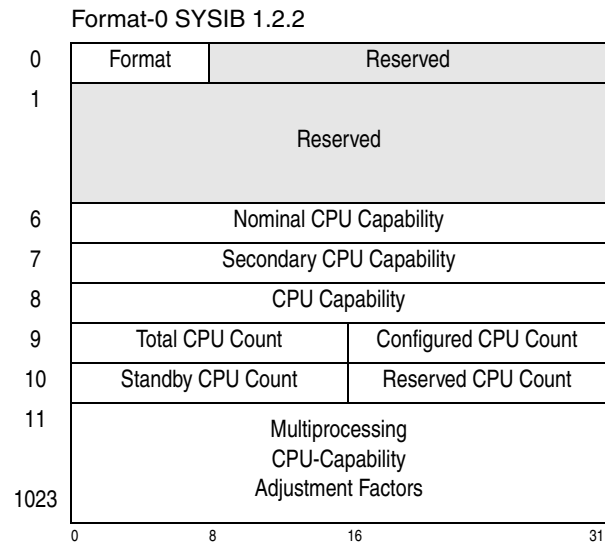 Format-0 SYSIB 1.2.2
0 Format Reserved
1
Reserved
6 Nominal CPU Capability
7 Secondary CPU Capability
8 CPU Capability
9 Total CPU Count Configured CPU Count
10 Standby CPU Count Reserved CPU Count
11
Multiprocessing
CPU-Capability
Adjustment Factors
1023
0 8 16 31